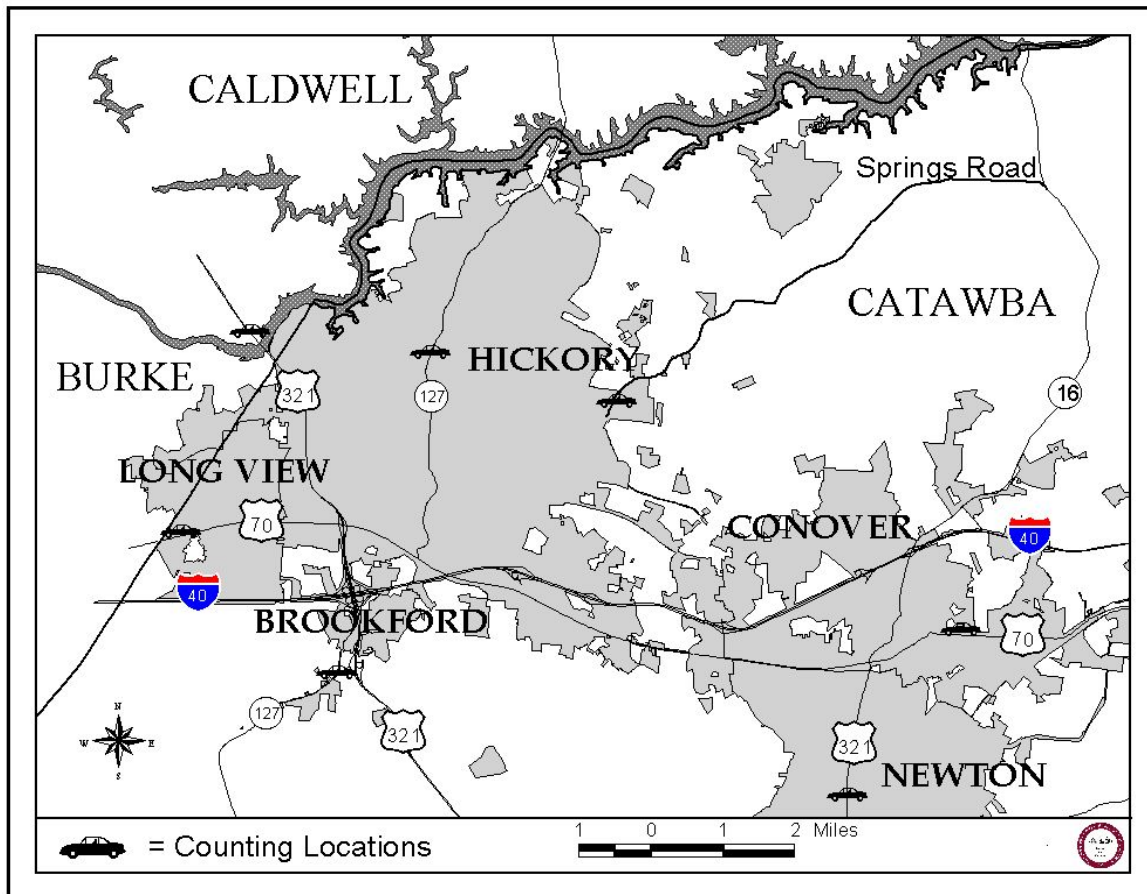 CALDWELL
Springs Road
CATAWBA
HICKORY
BURKE
321
127
16
LONG VIEW
70
CONOVER
40
40
BROOKFORD
70
127
321
321
NEWTON
N
W E
S
= Counting Locations
1 0 1 2 Miles